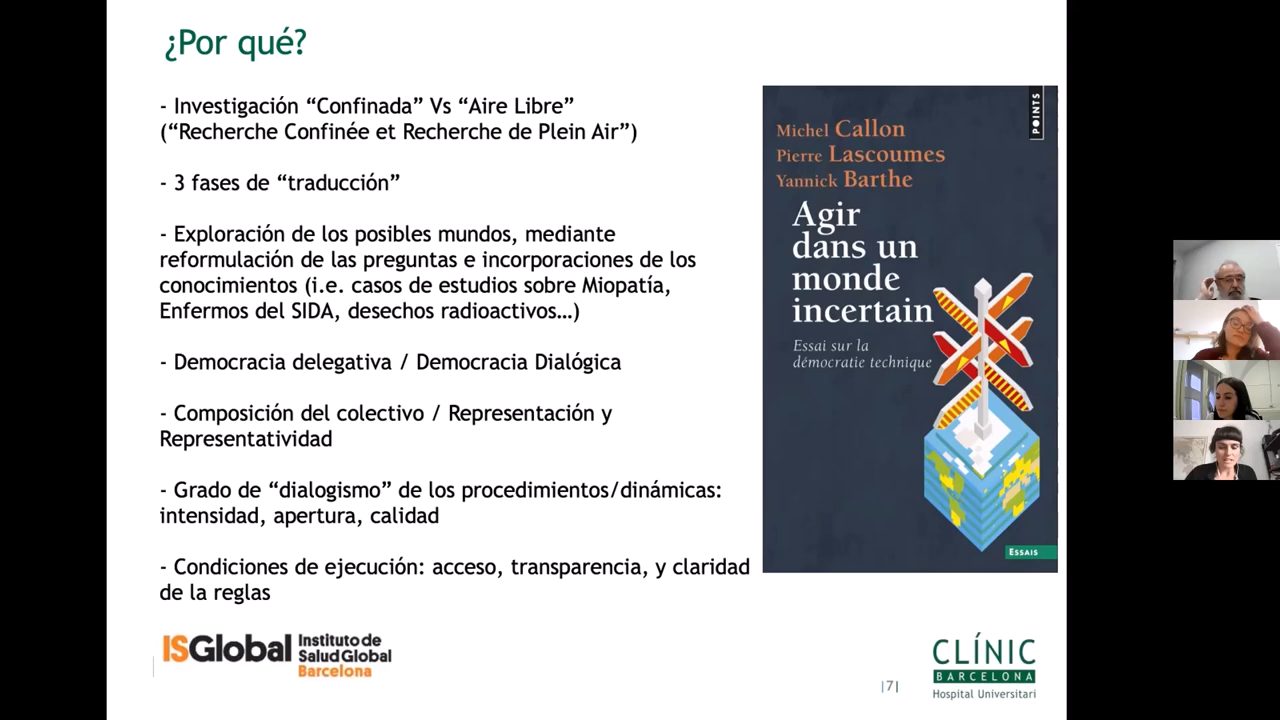 ¿Por qué?
- Investigación “Confinada” Vs “Aire Libre”
(“Recherche Confinée et Recherche de Plein Air”)
- 3 fases de “traducción”
- Exploración de los posibles mundos, mediante
reformulación de las preguntas e incorporaciones de los
conocimientos (i.e. casos de estudios sobre Miopatía,
Enfermos del SIDA, desechos radioactivos…)
- Democracia delegativa / Democracia Dialógica
- Composición del colectivo / Representación y
Representatividad
- Grado de “dialogismo” de los procedimientos/dinámicas:
intensidad, apertura, calidad
- Condiciones de ejecución: acceso, transparencia, y claridad
de la reglas
POINTS
Michel Callon
Pierre Lascoumes
Yannick Barthe
Agir
dans un
monde
incertain
Essai sur la
démocratie technique
ESSAIS
ISGlobal Instituto de
Salud Global
Barcelona
|7|
CLÍNIC
BARCELONA
Hospital Universitari